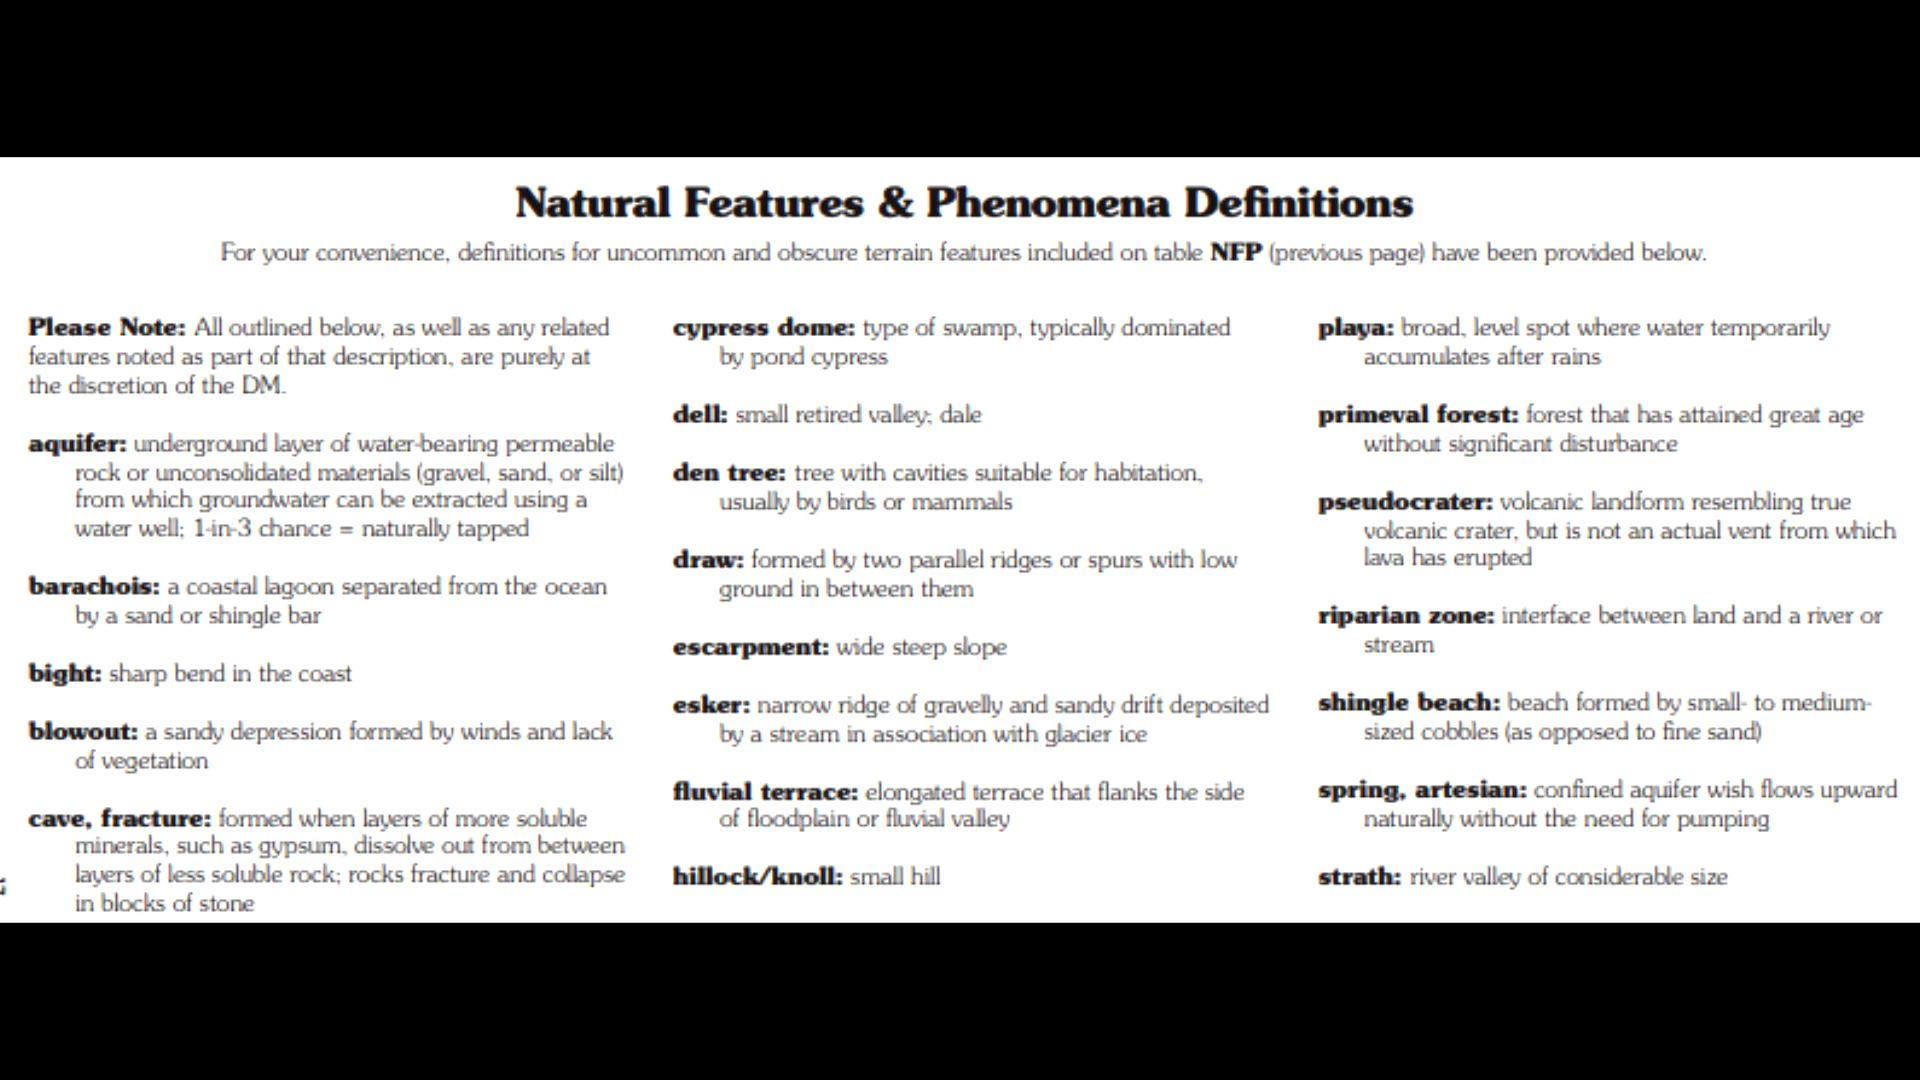 Natural Features & Phenomena Definitions
For your convenience, definitions for uncommon and obscure terrain features included on table NFP (previous page) have been provided below.
Please Note: All outlined below, as well as any related
features noted as part of that description, are purely at
the discretion of the DM.
aquifer: underground layer of water-bearing permeable
rock or unconsolidated materials (gravel, sand, or silt)
from which groundwater can be extracted using a
water well; 1-in-3 chance = naturally tapped
barachois: a coastal lagoon separated from the ocean
by a sand or shingle bar
bight: sharp bend in the coast
blowout: a sandy depression formed by winds and lack
of vegetation
cave, fracture: formed when layers of more soluble
minerals, such as gypsum, dissolve out from between
layers of less soluble rock; rocks fracture and collapse
in blocks of stone
cypress dome: type of swamp, typically dominated
by pond cypress
dell: small retired valley; dale
den tree: tree with cavities suitable for habitation,
usually by birds or mammals
draw: formed by two parallel ridges or spurs with low
ground in between them
escarpment: wide steep slope
esker: narrow ridge of gravelly and sandy drift deposited
by a stream in association with glacier ice
fluvial terrace: elongated terrace that flanks the side
of floodplain or fluvial valley
hillock/knoll: small hill
playa: broad, level spot where water temporarily
accumulates after rains
primeval forest: forest that has attained great age
without significant disturbance
pseudocrater: volcanic landform resembling true
volcanic crater, but is not an actual vent from which
lava has erupted
riparian zone: interface between land and a river or
stream
shingle beach: beach formed by small- to medium-
sized cobbles (as opposed to fine sand)
spring, artesian: confined aquifer wish flows upward
naturally without the need for pumping
strath: river valley of considerable size